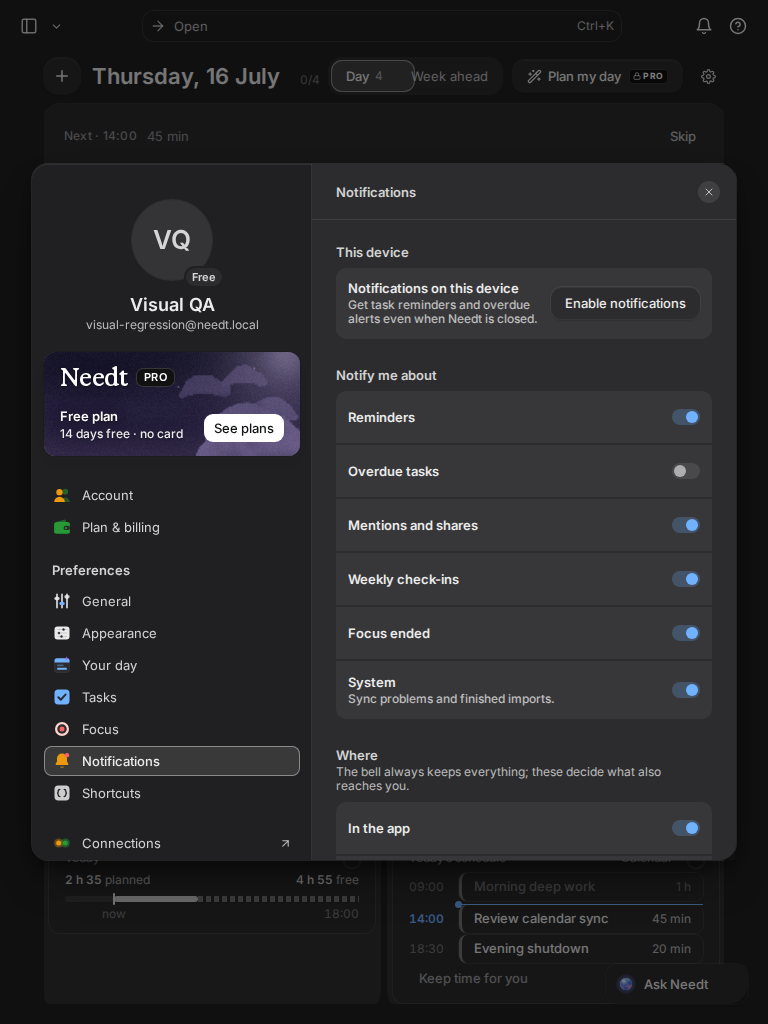 Open
Ctrl+K
Thursday, 16 July
0/4
Day 4
Week ahead
Plan my day
PRO
Next · 14:00 45 min
Skip
VQ
Free
Visual QA
visual-regression@needt.local
Needt PRO
Free plan
14 days free · no card
See plans
Account
Plan & billing
Preferences
General
Appearance
Your day
Tasks
Focus
Notifications
Shortcuts
Connections
Notifications
This device
Notifications on this device
Get task reminders and overdue
alerts even when Needt is closed.
Enable notifications
Notify me about
Reminders
Overdue tasks
Mentions and shares
Weekly check-ins
Focus ended
System
Sync problems and finished imports.
Where
The bell always keeps everything; these decide what also
reaches you.
In the app
2 h 35 planned
4 h 55 free
now
18:00
09:00 Morning deep work 1 h
14:00 Review calendar sync 45 min
18:30 Evening shutdown 20 min
Keep time for you
Ask Needt